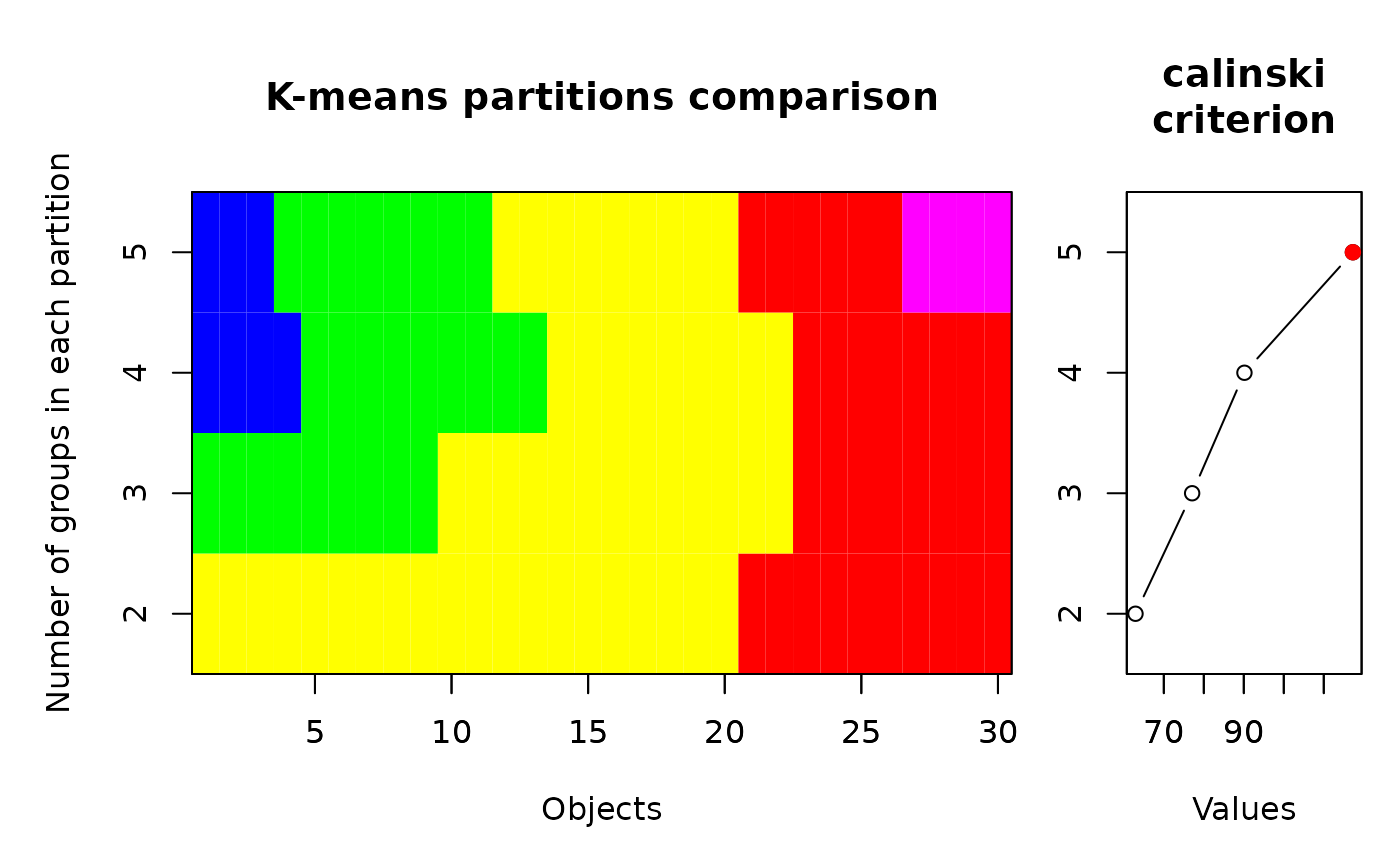 K-means partitions comparison
calinski
criterion
Number of groups in each partition
5
4
3
2
5
10
15
20
25
30
Objects
5
4
3
2
70
90
Values